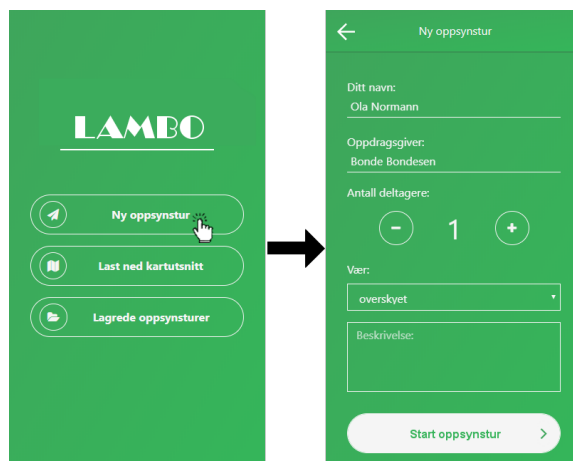 LAMBO
Ny oppsynstur
Last ned kartutsnitt
Lagrede oppsynsturer
Ny oppsynstur
Ditt navn:
Ola Normann
Oppdragsgiver:
Bonde Bondesen
Antall deltagere:
- 1 +
Vær:
overskyet
Beskrivelse:
Start oppsynstur